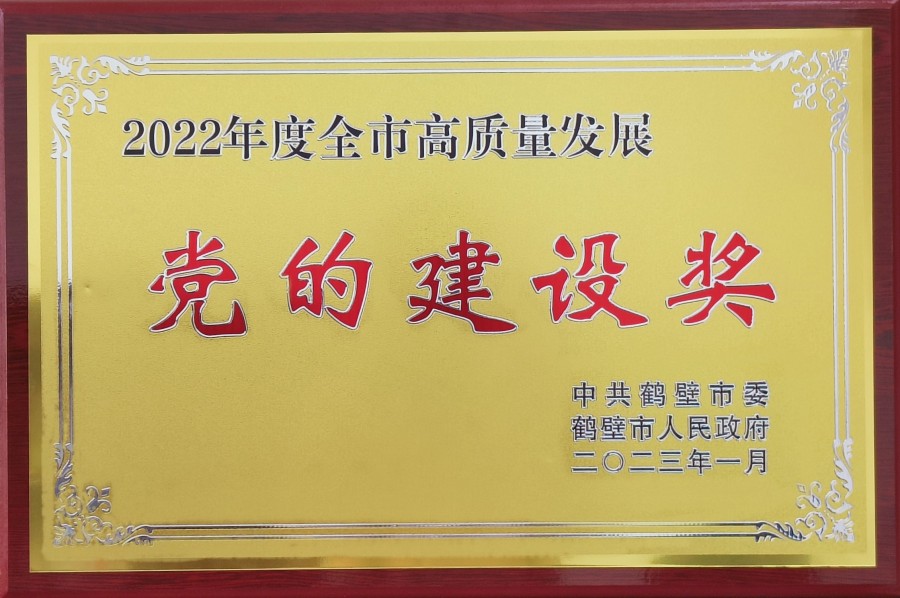 2022年度全市高质量发展
党的建设奖
中共鹤壁市委
鹤壁市人民政府
二〇二三年一月